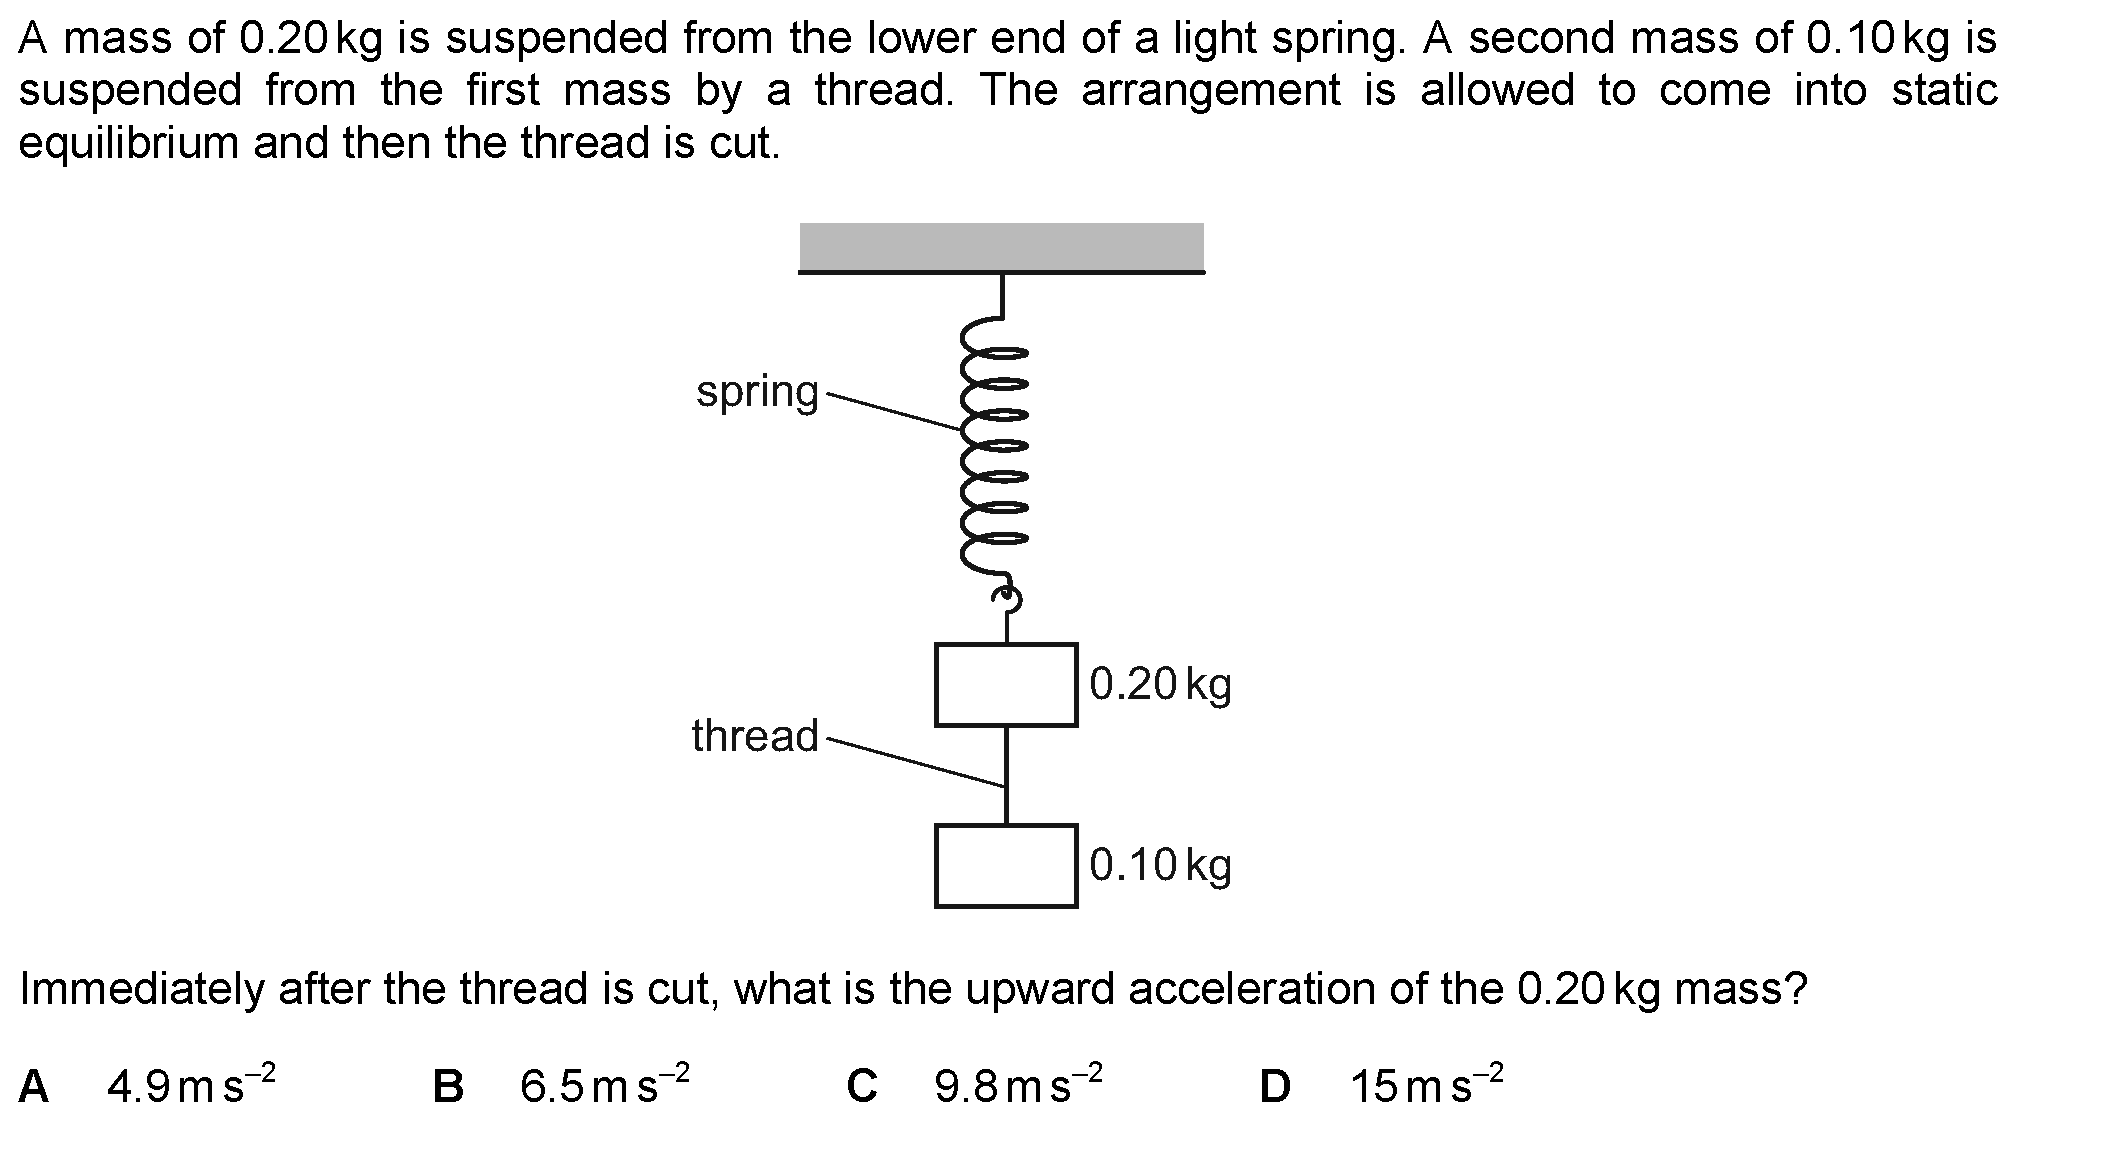 A mass of 0.20 kg is suspended from the lower end of a light spring. A second mass of 0.10 kg is
suspended from the first mass by a thread. The arrangement is allowed to come into static
equilibrium and then the thread is cut.
spring
0.20 kg
thread
0.10 kg
Immediately after the thread is cut, what is the upward acceleration of the 0.20 kg mass?
A 4.9 m s⁻² B 6.5 m s⁻² C 9.8 m s⁻² D 15 m s⁻²